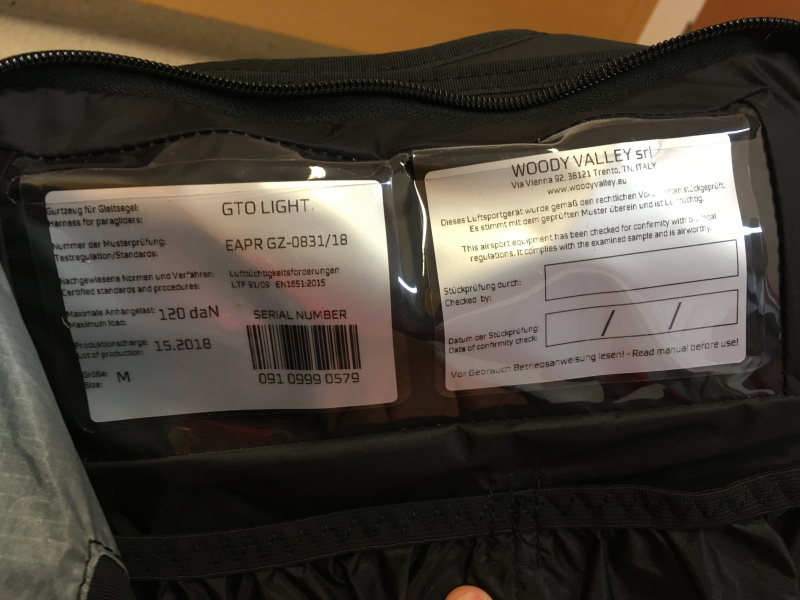 Gurtzeug für Gleitsegel:
Harness for paragliders:
GTO LIGHT
Nummer der Musterprüfung:
Testregulation/Standards:
EAPR GZ-0831/18
Nachgewiesene Normen und Verfahren:
Certified standards and procedures:
Lufttüchtigkeitsforderungen
LTF 91/09 EN1651:2015
Maximale Anhängelast:
Maximum load:
120 daN
SERIAL NUMBER
Produktionscharge:
Lot of production:
15.2018
Größe:
Size:
M
091 0999 0579
WOODY VALLEY srl
Via Vienna 92, 38121 Trento, TN, ITALY
www.woodyvalley.eu
Dieses Luftsportgerät wurde gemäß den rechtlichen Vorschriften stückgeprüft.
Es stimmt mit dem geprüften Muster überein und ist Lufttüchtig.
This airsport equipment has been checked for confirmity with the legal
regulations. It complies with the examined sample and is airworthy.
Stückprüfung durch:
Checked by:
Datum der Stückprüfung:
Date of confirmity check:
/ /
Vor Gebrauch Betriebsanweisung lesen! - Read manual before use!